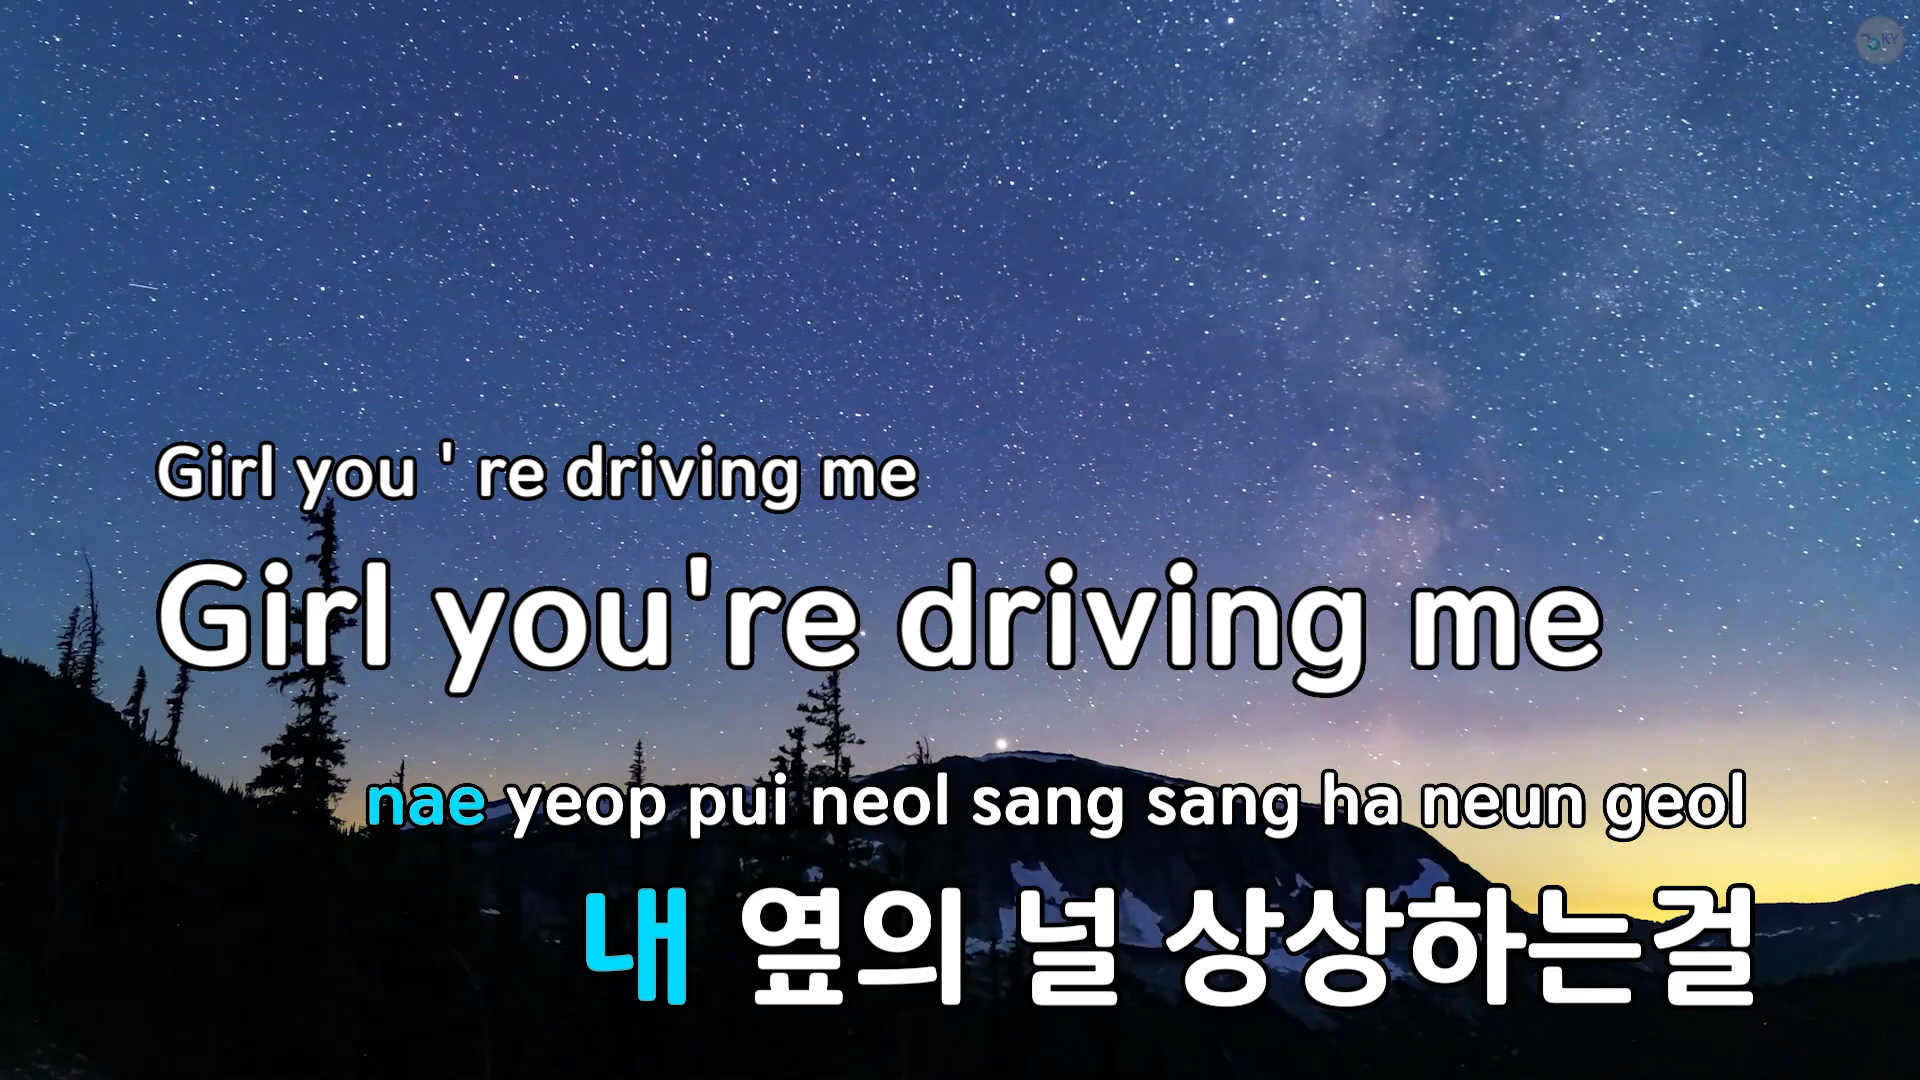 KY
Girl you ' re driving me
Girl you're driving me
nae yeop pui neol sang sang ha neun geol
내 옆의 널 상상하는걸